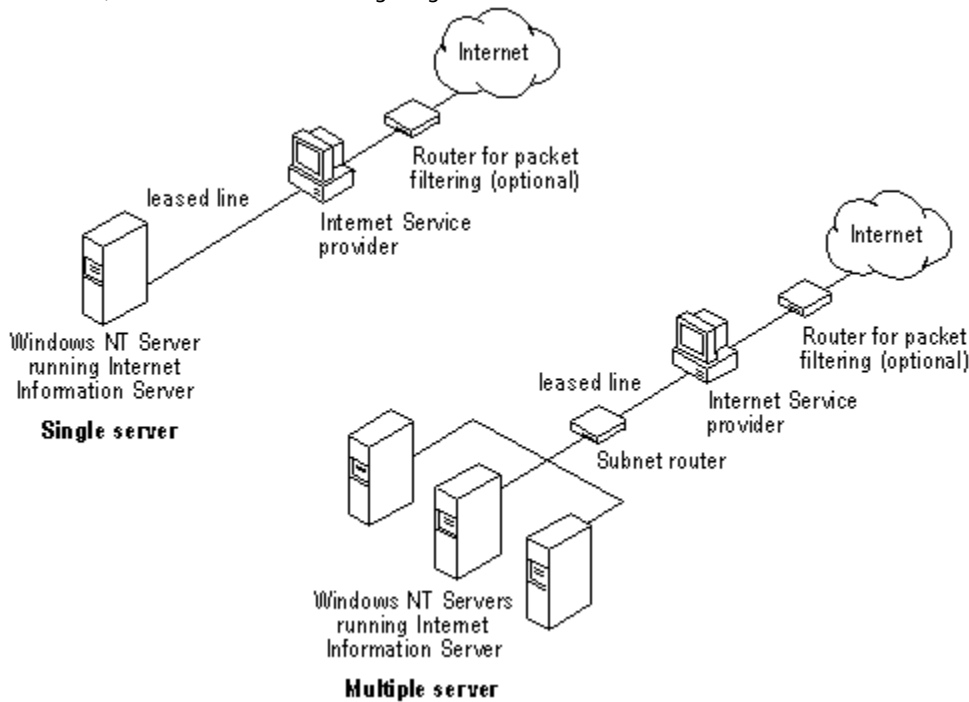 Internet
Router for packet
filtering (optional)
leased line
Internet Service
provider
Windows NT Server
running Internet
Information Server
Single server
Internet
Router for packet
filtering (optional)
leased line
Internet Service
provider
Subnet router
Windows NT Servers
running Internet
Information Server
Multiple server